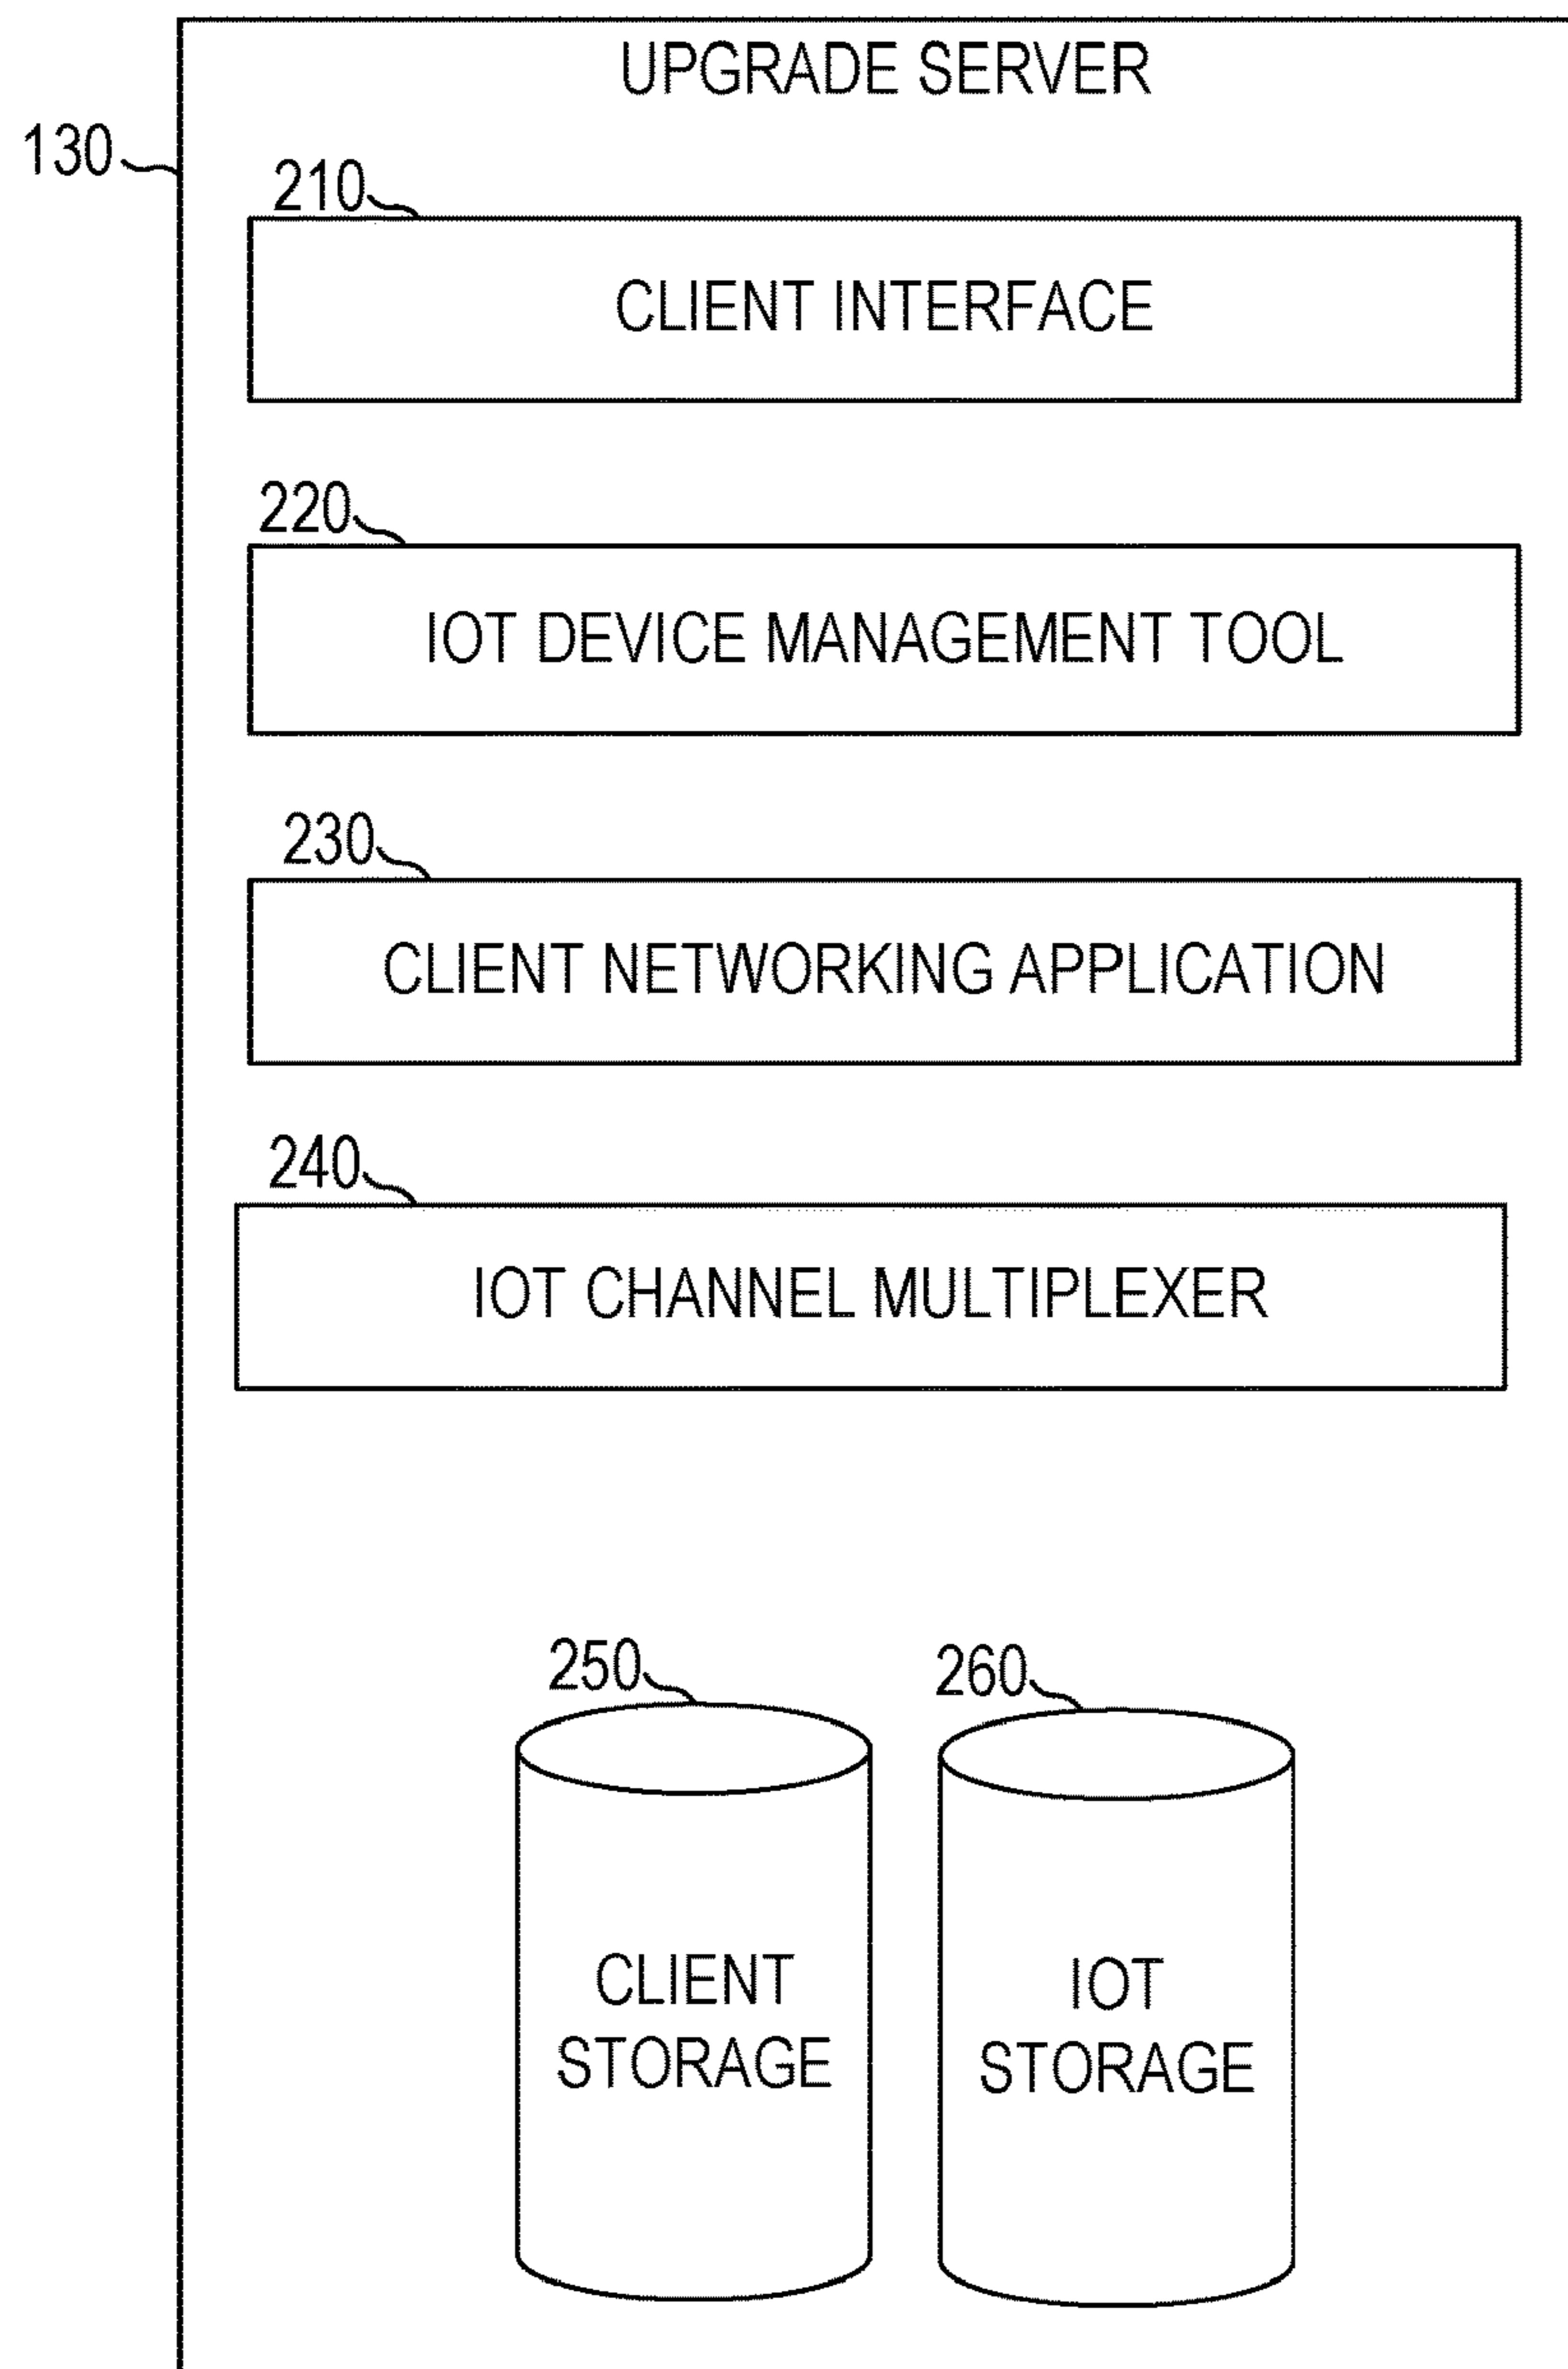 UPGRADE SERVER
130
210
CLIENT INTERFACE
220
IOT DEVICE MANAGEMENT TOOL
230
CLIENT NETWORKING APPLICATION
240
IOT CHANNEL MULTIPLEXER
250
260
CLIENT
STORAGE
IOT
STORAGE